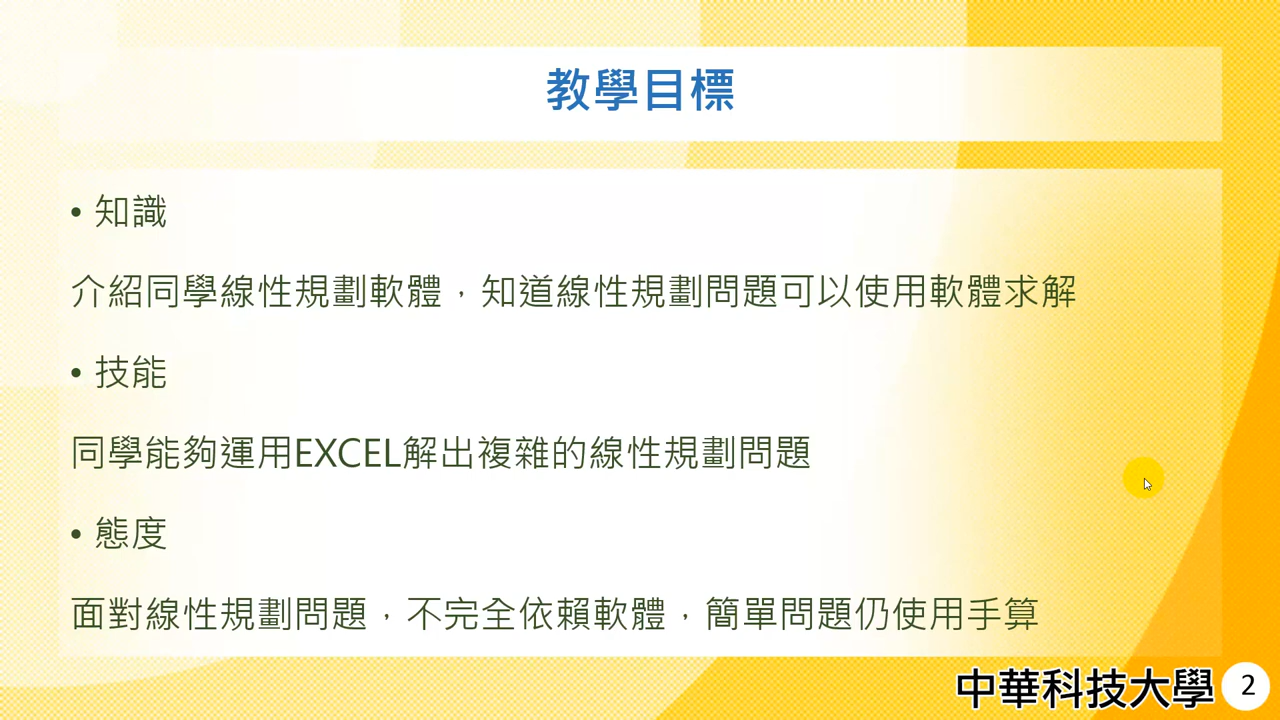 教學目標
• 知識
介紹同學線性規劃軟體，知道線性規劃問題可以使用軟體求解
• 技能
同學能夠運用EXCEL解出複雜的線性規劃問題
• 態度
面對線性規劃問題，不完全依賴軟體，簡單問題仍使用手算
中華科技大學 2